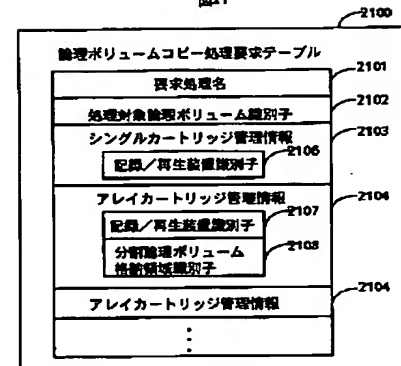 図21
2100
論理ボリュームコピー処理要求テーブル
要求処理名
2101
処理対象論理ボリューム識別子
2102
シングルカートリッジ管理情報
2103
記録／再生装置識別子
2106
アレイカートリッジ管理情報
2104
記録／再生装置識別子
2107
分割論理ボリューム
格納領域識別子
2108
アレイカートリッジ管理情報
2104